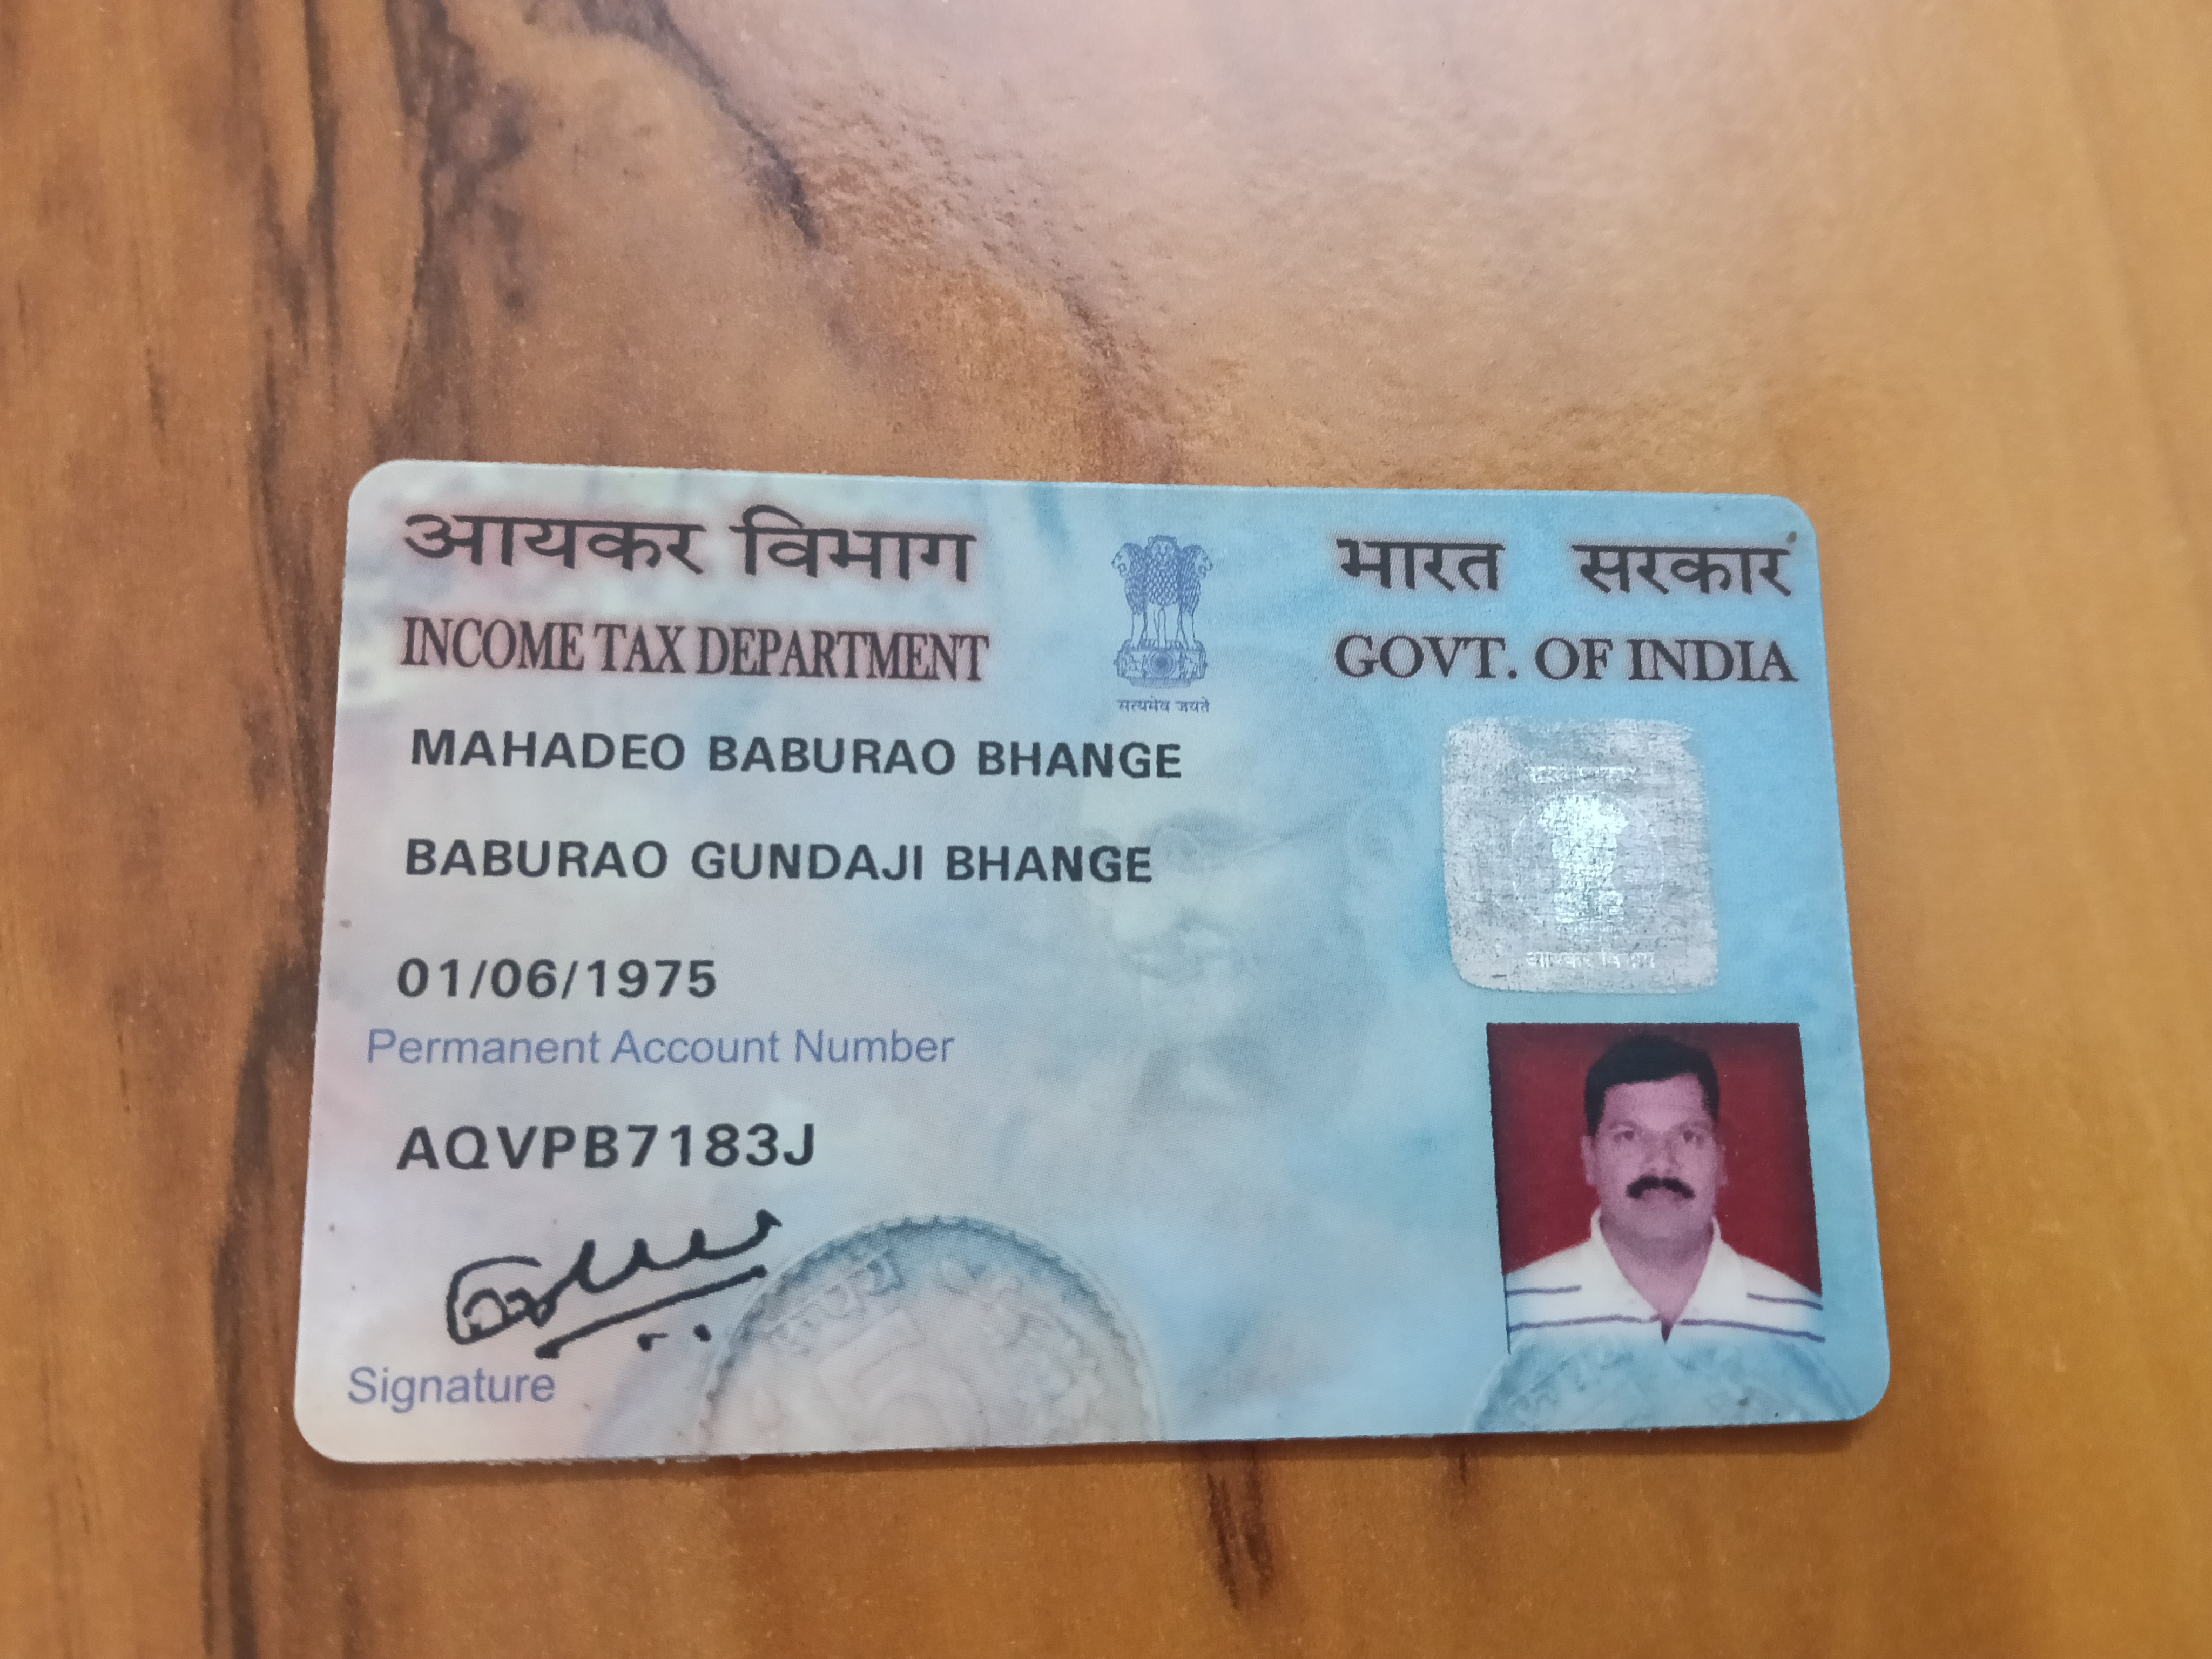 आयकर विभाग
INCOME TAX DEPARTMENT
भारत सरकार
GOVT. OF INDIA
सत्यमेव जयते
MAHADEO BABURAO BHANGE
BABURAO GUNDAJI BHANGE
01/06/1975
Permanent Account Number
AQVPB7183J
Signature